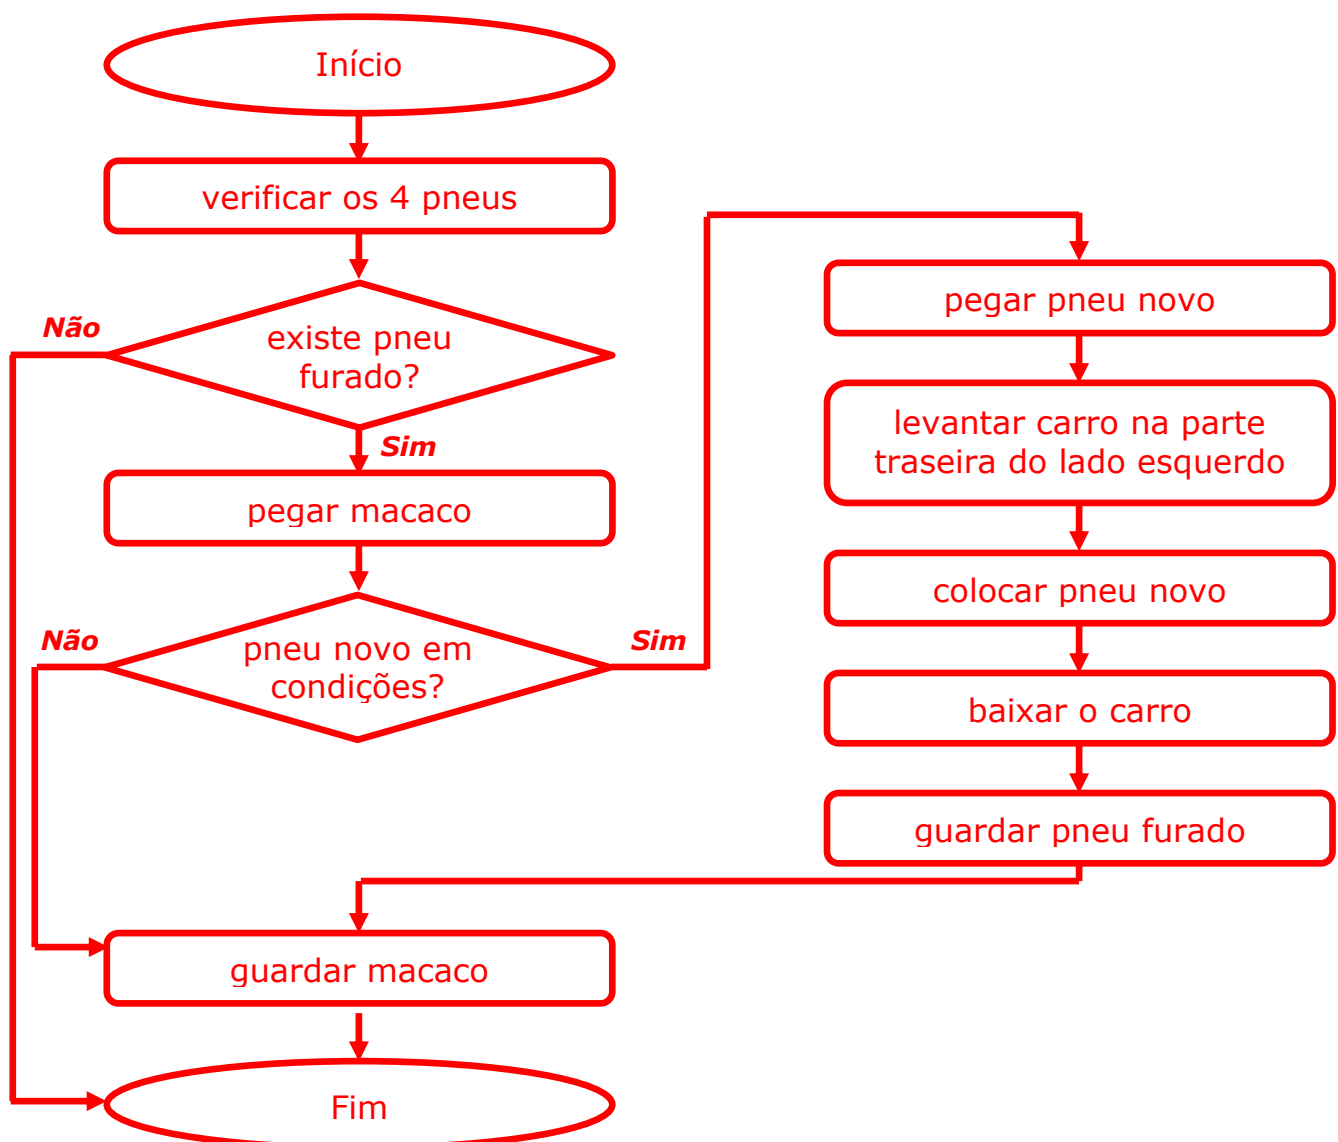 Início
verificar os 4 pneus
Não
existe pneu
furado?
Sim
pegar macaco
Não
pneu novo em
condições?
Sim
pegar pneu novo
levantar carro na parte
traseira do lado esquerdo
colocar pneu novo
baixar o carro
guardar pneu furado
guardar macaco
Fim